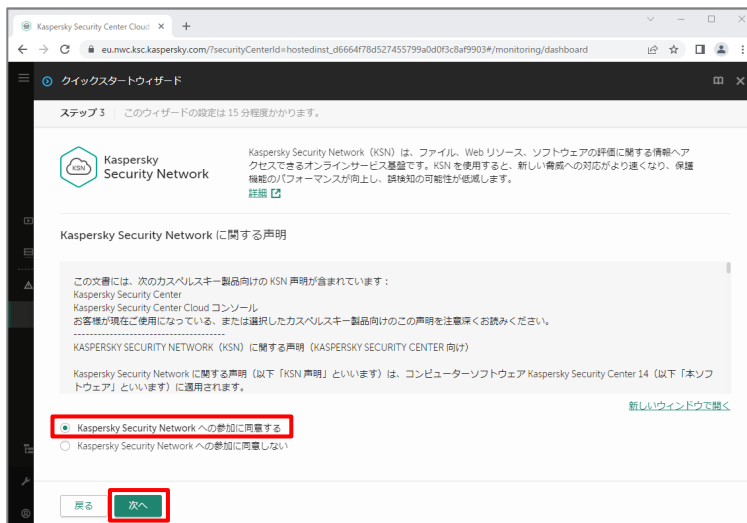 Kaspersky Security Center Cloud
eu.nwc.ksc.kaspersky.com/?securityCenterId=hostedinst_d6664f78d527455799a0d0f3c8af9903#/monitoring/dashboard
クイックスタートウィザード
ステップ 3 このウィザードの設定は 15 分程度かかります。
KSN
Kaspersky
Security Network
Kaspersky Security Network（KSN）は、ファイル、Web リソース、ソフトウェアの評価に関する情報へア
クセスできるオンラインサービス基盤です。KSN を使用すると、新しい脅威への対応がより速くなり、保護
機能のパフォーマンスが向上し、誤検知の可能性が低減します。
詳細
Kaspersky Security Network に関する声明
この文書には、次のカスペルスキー製品向けの KSN 声明が含まれています：
Kaspersky Security Center
Kaspersky Security Center Cloud コンソール
お客様が現在ご使用になっている、または選択したカスペルスキー製品向けのこの声明を注意深くお読みください。
--------------------------------------
KASPERSKY SECURITY NETWORK（KSN）に関する声明（KASPERSKY SECURITY CENTER 向け）
Kaspersky Security Network に関する声明（以下「KSN 声明」といいます）は、コンピューターソフトウェア Kaspersky Security Center 14（以下「本ソフ
トウェア」といいます）に適用されます。
新しいウィンドウで開く
Kaspersky Security Network への参加に同意する
Kaspersky Security Network への参加に同意しない
戻る 次へ